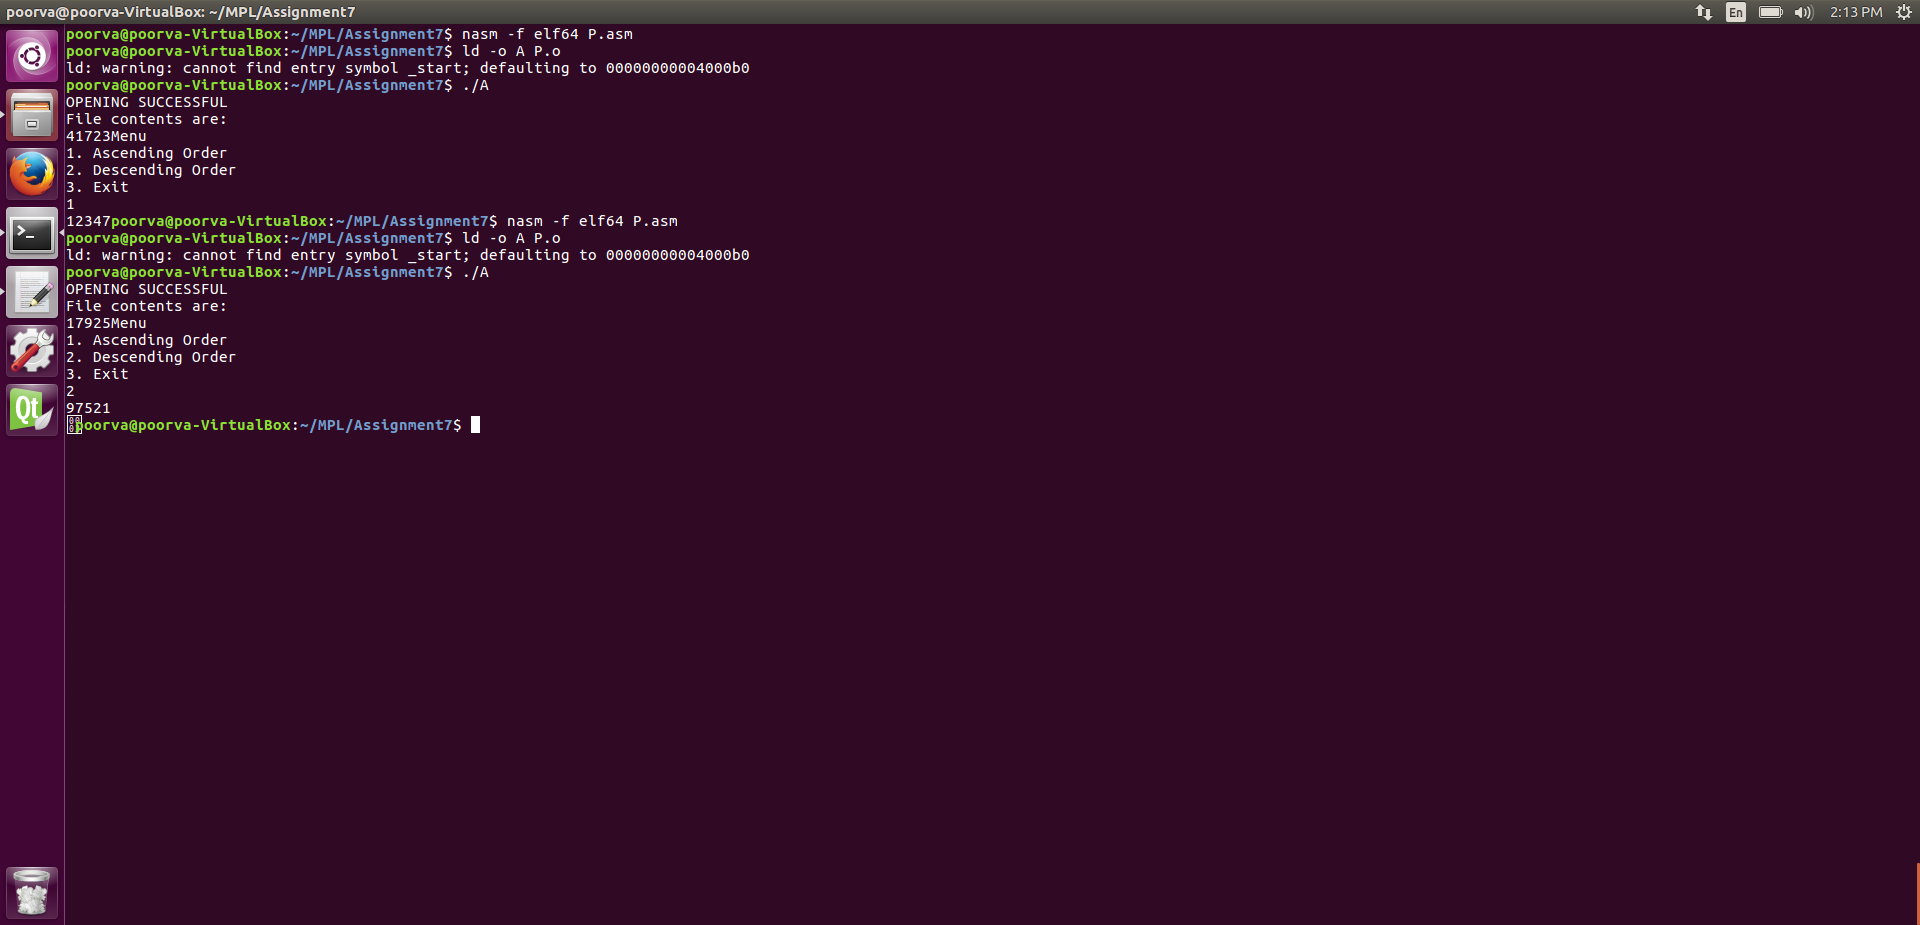 poorva@poorva-VirtualBox: ~/MPL/Assignment7
En
2:13 PM
poorva@poorva-VirtualBox:~/MPL/Assignment7$ nasm -f elf64 P.asm
poorva@poorva-VirtualBox:~/MPL/Assignment7$ ld -o A P.o
ld: warning: cannot find entry symbol _start; defaulting to 00000000004000b0
poorva@poorva-VirtualBox:~/MPL/Assignment7$ ./A
OPENING SUCCESSFUL
File contents are:
41723Menu
1. Ascending Order
2. Descending Order
3. Exit
1
12347poorva@poorva-VirtualBox:~/MPL/Assignment7$ nasm -f elf64 P.asm
poorva@poorva-VirtualBox:~/MPL/Assignment7$ ld -o A P.o
ld: warning: cannot find entry symbol _start; defaulting to 00000000004000b0
poorva@poorva-VirtualBox:~/MPL/Assignment7$ ./A
OPENING SUCCESSFUL
File contents are:
17925Menu
1. Ascending Order
2. Descending Order
3. Exit
2
97521
poorva@poorva-VirtualBox:~/MPL/Assignment7$
Qt